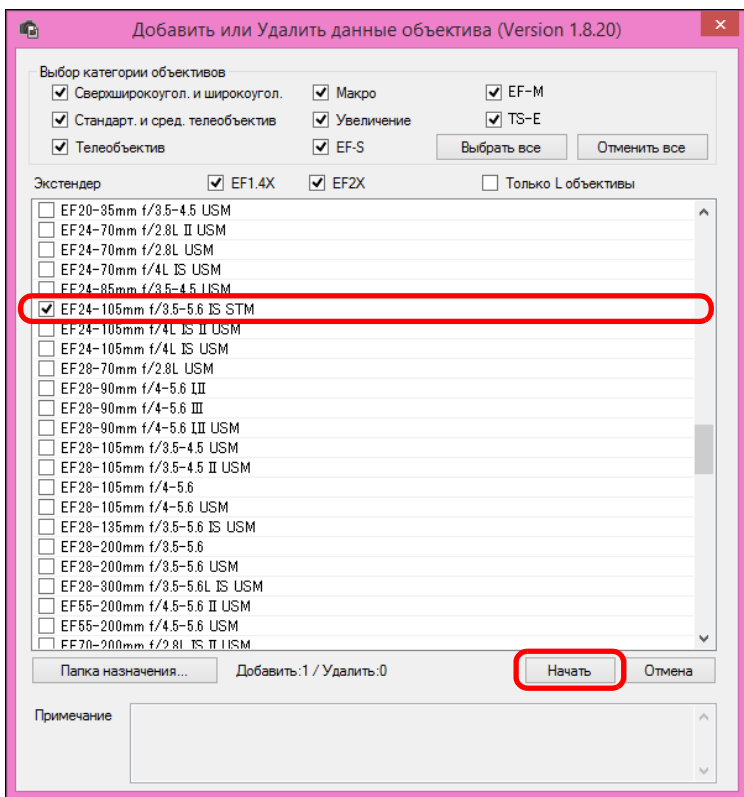 Добавить или Удалить данные объектива (Version 1.8.20)
Выбор категории объективов
Сверхширокоугол. и широкоугол. Макро EF-M
Стандарт. и сред. телеобъектив Увеличение TS-E
Телеобъектив EF-S Выбрать все Отменить все
Экстендер EF1.4X EF2X Только L объективы
EF20-35mm f/3.5-4.5 USM
EF24-70mm f/2.8L II USM
EF24-70mm f/2.8L USM
EF24-70mm f/4L IS USM
EF24-85mm f/3.5-4.5 USM
EF24-105mm f/3.5-5.6 IS STM
EF24-105mm f/4L IS II USM
EF24-105mm f/4L IS USM
EF28-70mm f/2.8L USM
EF28-90mm f/4-5.6 I,II
EF28-90mm f/4-5.6 III
EF28-90mm f/4-5.6 I,II USM
EF28-105mm f/3.5-4.5 USM
EF28-105mm f/3.5-4.5 II USM
EF28-105mm f/4-5.6
EF28-105mm f/4-5.6 USM
EF28-135mm f/3.5-5.6 IS USM
EF28-200mm f/3.5-5.6
EF28-200mm f/3.5-5.6 USM
EF28-300mm f/3.5-5.6L IS USM
EF55-200mm f/4.5-5.6 II USM
EF55-200mm f/4.5-5.6 USM
EF70-200mm f/2.8L IS II USM
Папка назначения... Добавить:1 / Удалить:0 Начать Отмена
Примечание